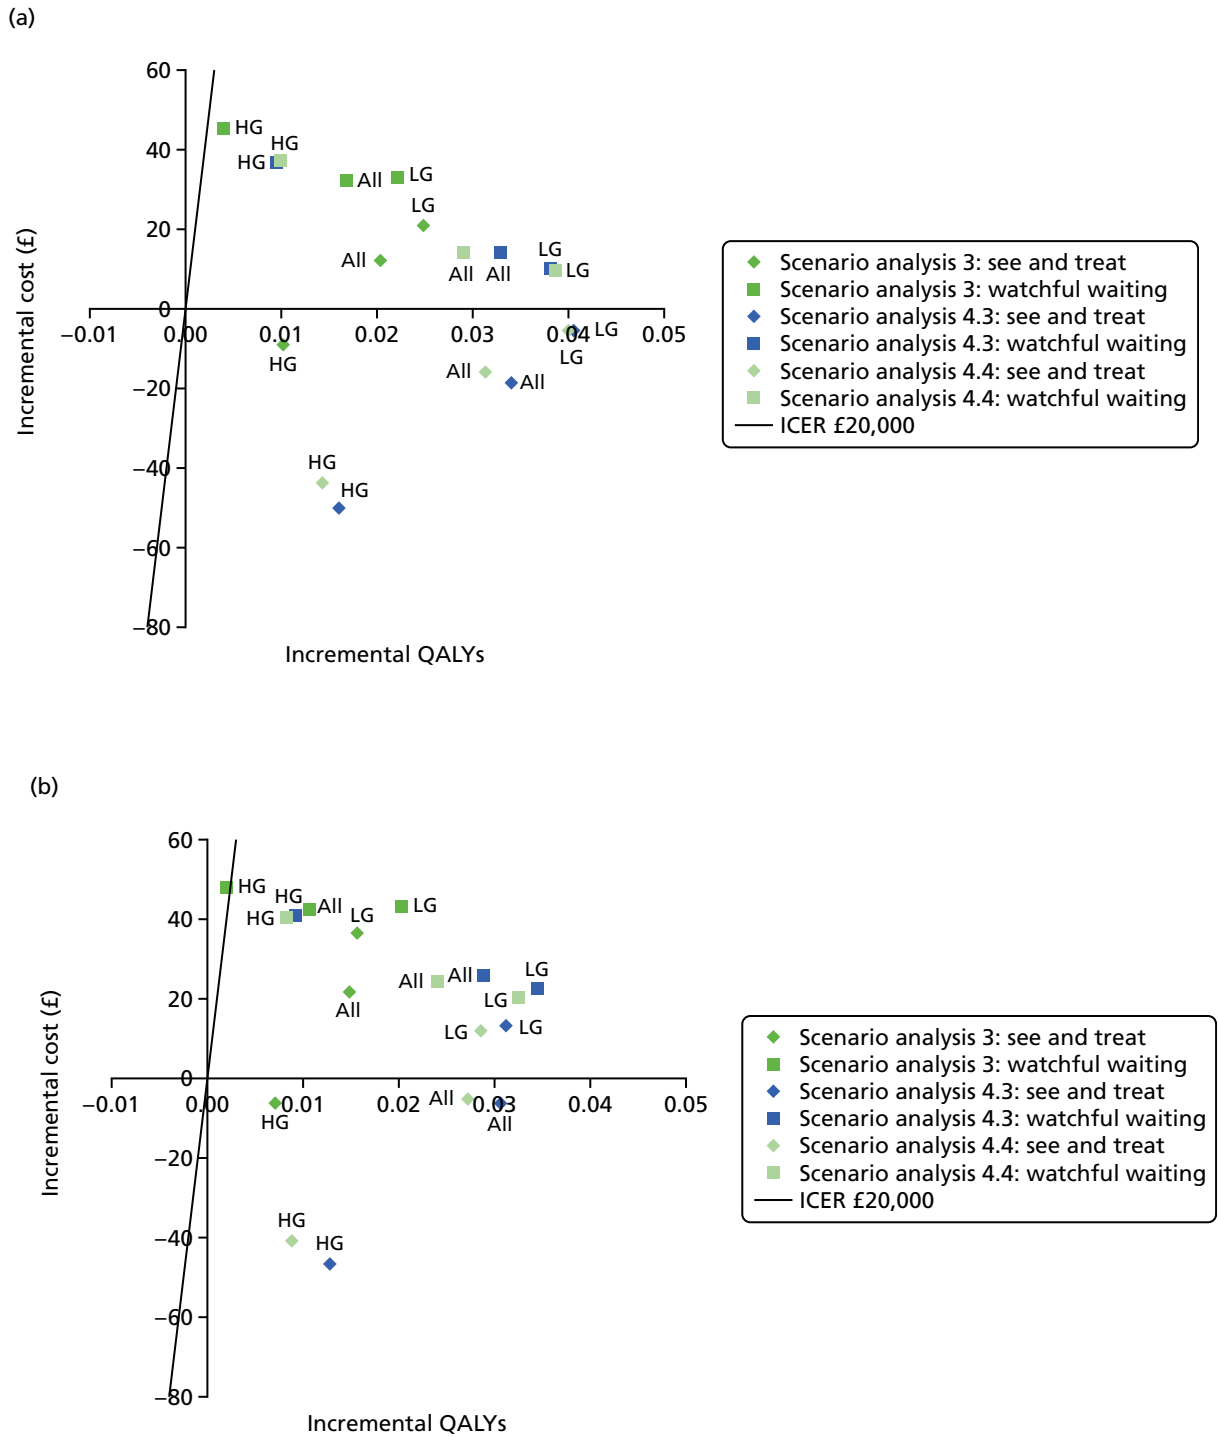 (a)
60
HG
HG
40
HG
All
LG
LG
20
All
LG
All
All
LG
0
−0.01
0.00
0.01
0.02
0.03
0.04
0.05
LG
HG
LG
All
All
−20
−40
HG
HG
−60
−80
Incremental cost (£)
Incremental QALYs
Scenario analysis 3: see and treat
Scenario analysis 3: watchful waiting
Scenario analysis 4.3: see and treat
Scenario analysis 4.3: watchful waiting
Scenario analysis 4.4: see and treat
Scenario analysis 4.4: watchful waiting
ICER £20,000
(b)
60
HG
HG
All
LG
LG
HG
40
All
All
LG
20
LG
All
LG
LG
0
−0.01
0.00
0.01
0.02
0.03
0.04
0.05
All
HG
All
−20
−40
HG
HG
−60
−80
Incremental cost (£)
Incremental QALYs
Scenario analysis 3: see and treat
Scenario analysis 3: watchful waiting
Scenario analysis 4.3: see and treat
Scenario analysis 4.3: watchful waiting
Scenario analysis 4.4: see and treat
Scenario analysis 4.4: watchful waiting
ICER £20,000